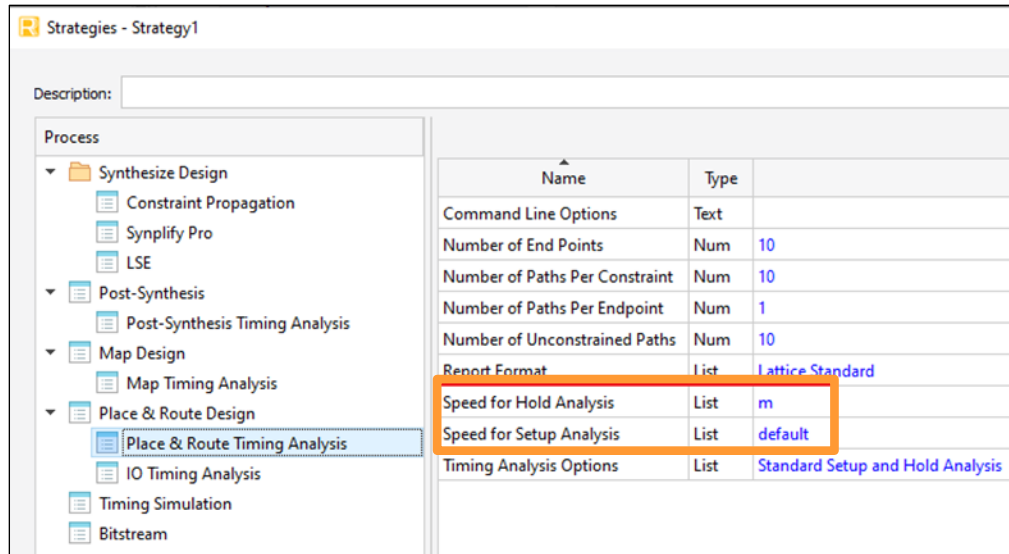 Strategies - Strategy1
Description:
Process
Synthesize Design
Constraint Propagation
Synplify Pro
LSE
Post-Synthesis
Post-Synthesis Timing Analysis
Map Design
Map Timing Analysis
Place & Route Design
Place & Route Timing Analysis
IO Timing Analysis
Timing Simulation
Bitstream
Name Type
Command Line Options Text
Number of End Points Num 10
Number of Paths Per Constraint Num 10
Number of Paths Per Endpoint Num 1
Number of Unconstrained Paths Num 10
Report Format List Lattice Standard
Speed for Hold Analysis List m
Speed for Setup Analysis List default
Timing Analysis Options List Standard Setup and Hold Analysis